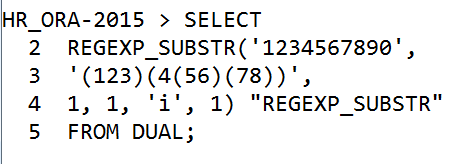 HR_ORA-2015 > SELECT
2 REGEXP_SUBSTR('1234567890',
3 '(123)(4(56)(78))',
4 1, 1, 'i', 1) "REGEXP_SUBSTR"
5 FROM DUAL;